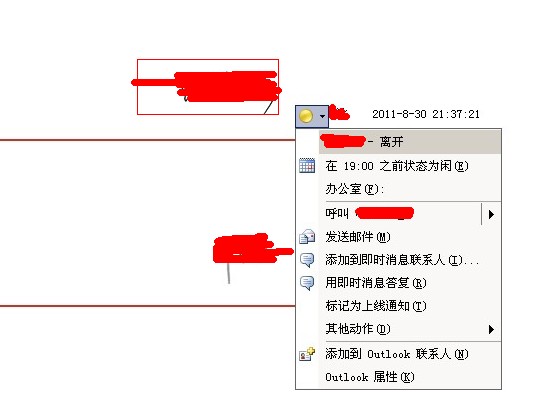 2011-8-30 21:37:21
- 离开
在 19:00 之前状态为闲(E)
办公室(F):
呼叫
发送邮件(M)
添加到即时消息联系人(I)...
用即时消息答复(R)
标记为上线通知(T)
其他动作(D)
添加到 Outlook 联系人(N)
Outlook 属性(K)